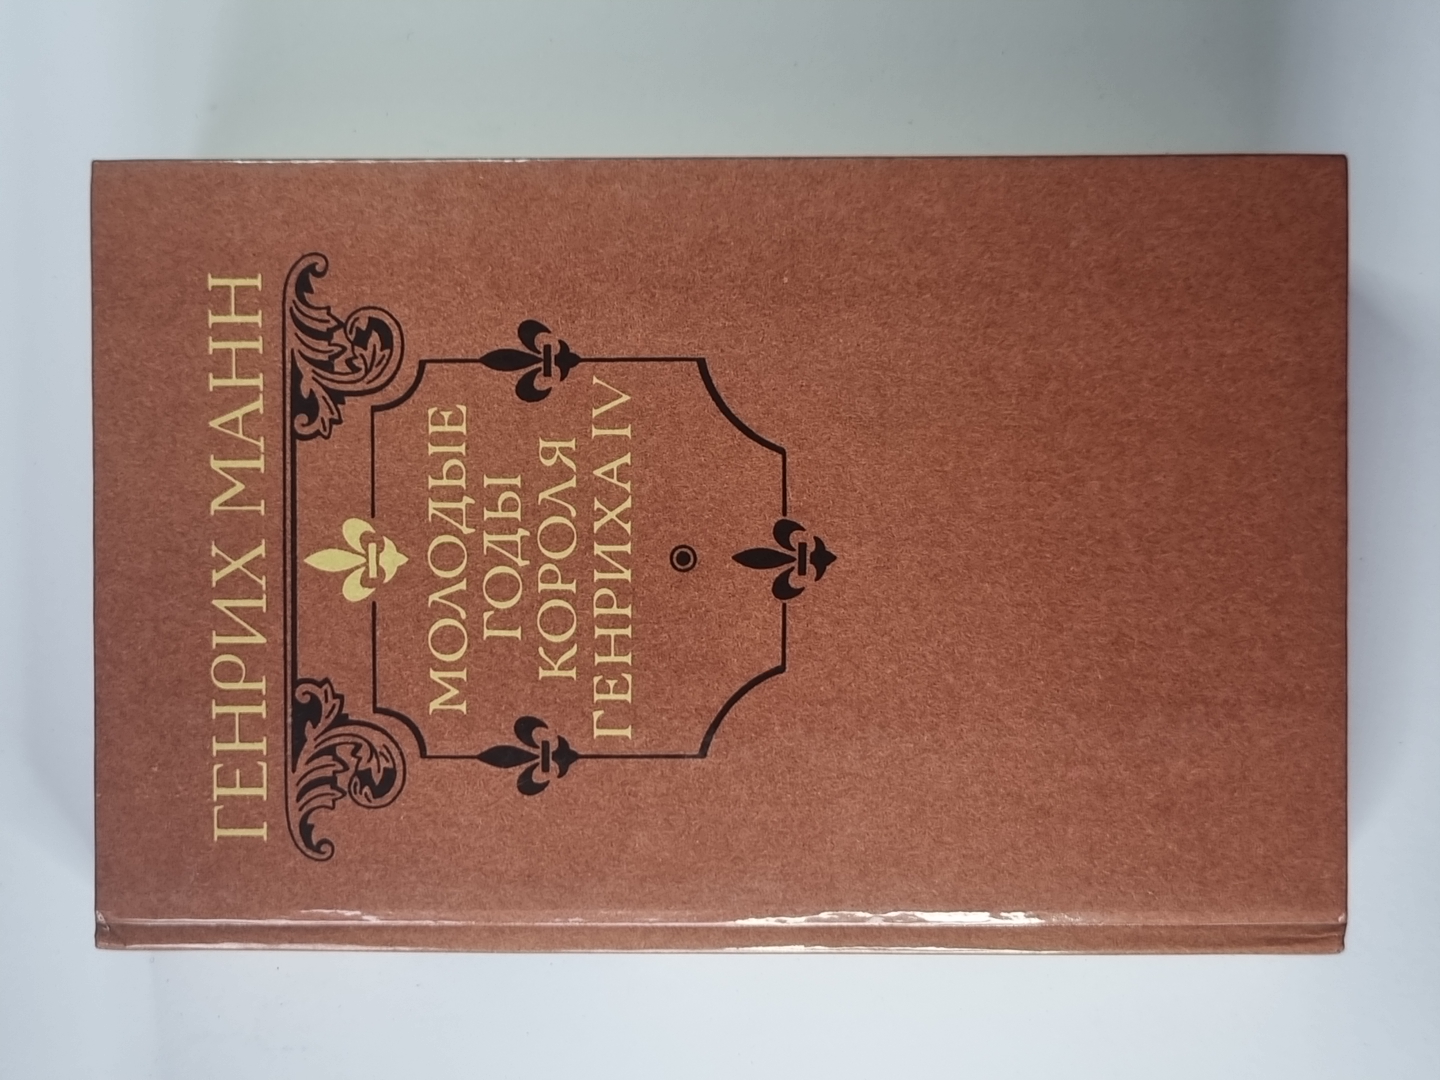 ГЕНРИХ МАНН
МОЛОДЫЕ
ГОДЫ
КОРОЛЯ
ГЕНРИХА IV